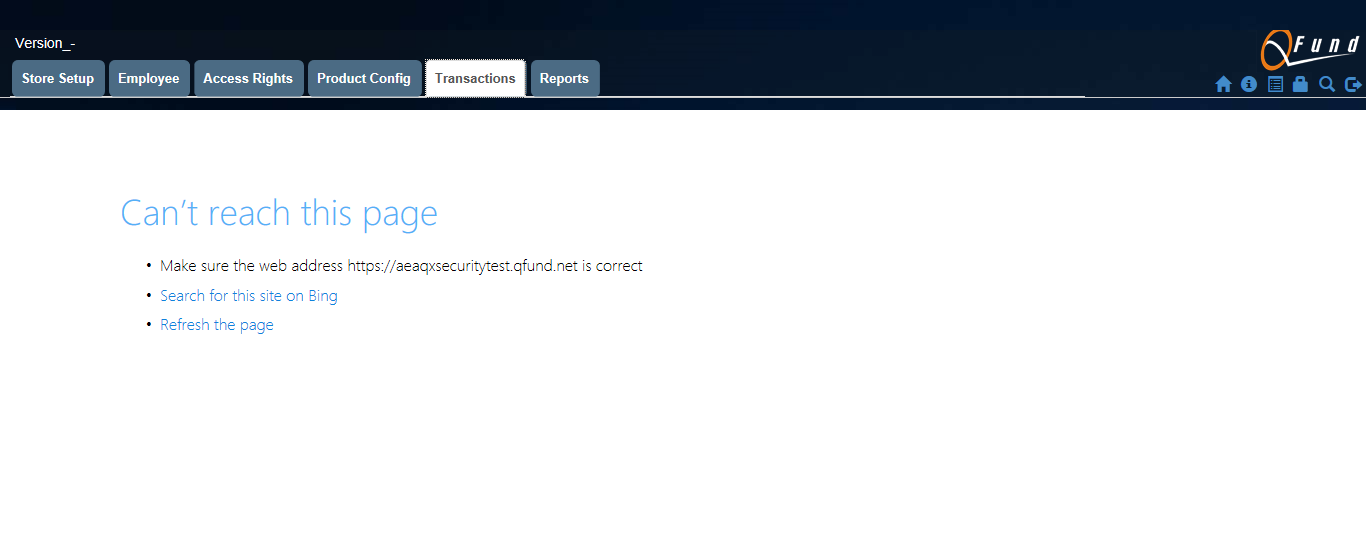 Version_-
QFund
Store Setup
Employee
Access Rights
Product Config
Transactions
Reports
Can't reach this page
• Make sure the web address https://aeaqxsecuritytest.qfund.net is correct
• Search for this site on Bing
• Refresh the page